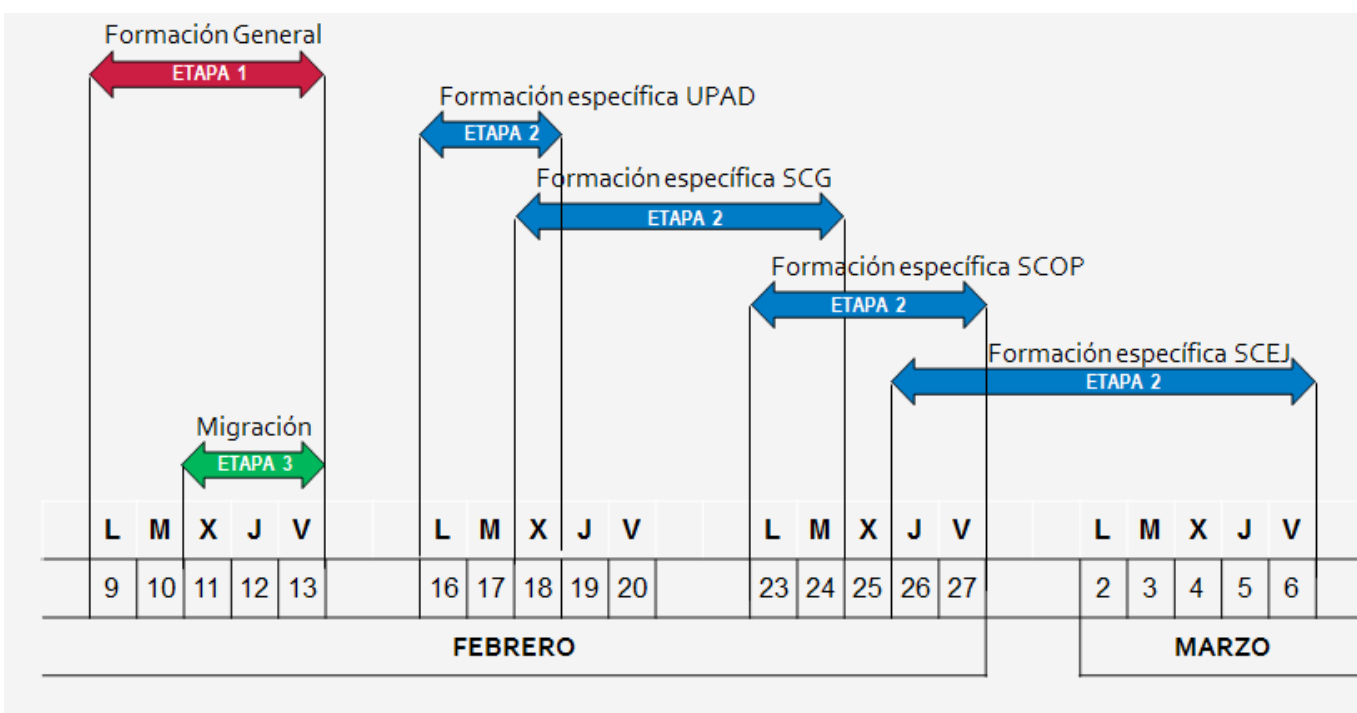 Formación General
ETAPA 1
Formación específica UPAD
ETAPA 2
Formación específica SCG
ETAPA 2
Formación específica SCOP
ETAPA 2
Formación específica SCEJ
ETAPA 2
Migración
ETAPA 3
L M X J V L M X J V L M X J V L M X J V
9 10 11 12 13 16 17 18 19 20 23 24 25 26 27 2 3 4 5 6
FEBRERO MARZO